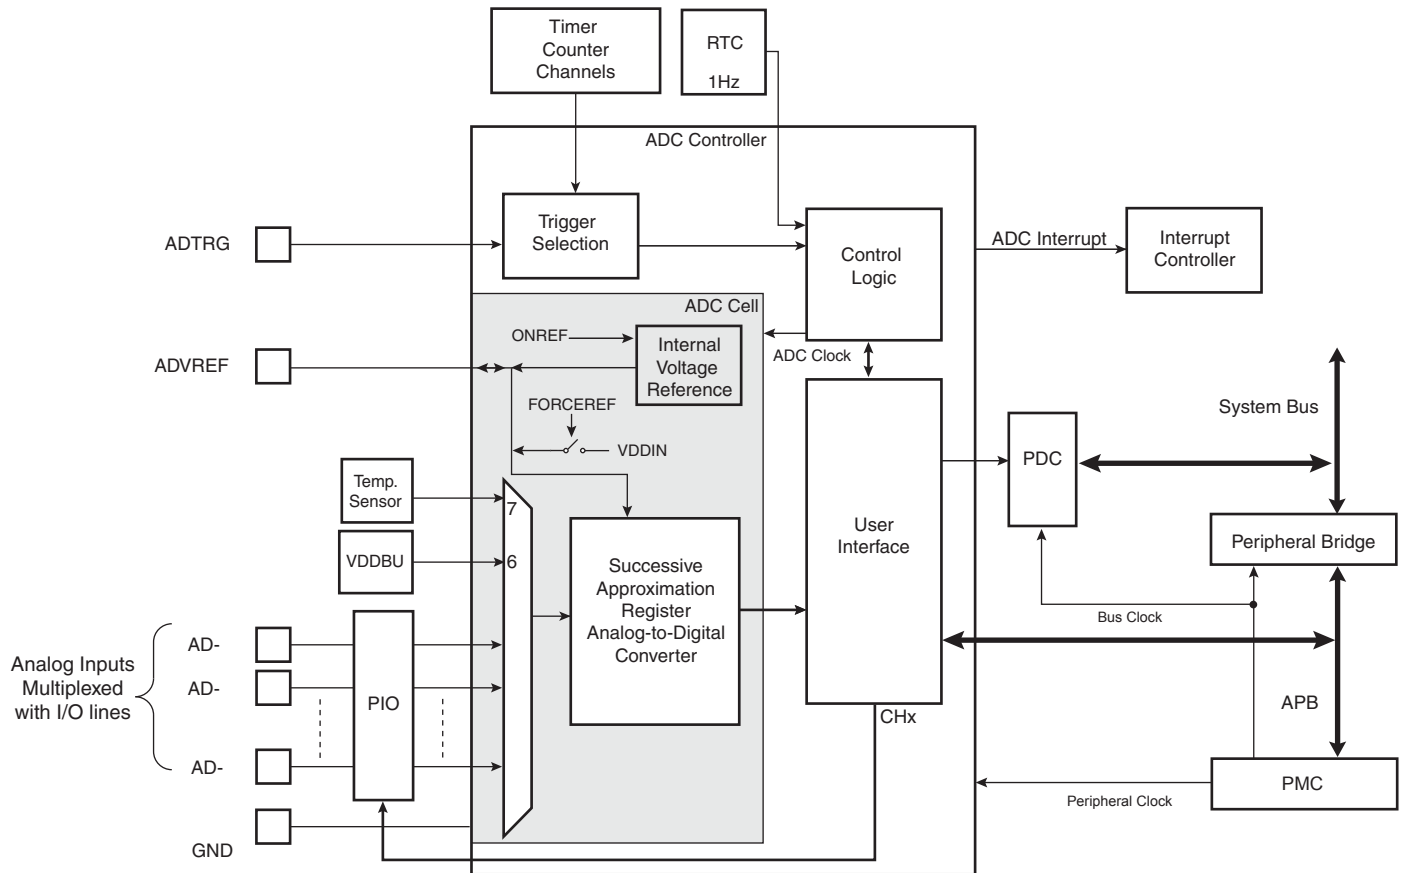 Timer
Counter
Channels
RTC
1Hz
ADC Controller
ADTRG
Trigger
Selection
Control
Logic
ADC Interrupt
Interrupt
Controller
ADC Cell
ONREF
Internal
Voltage
Reference
ADC Clock
ADVREF
FORCEREF
VDDIN
System Bus
PDC
Temp.
Sensor
7
VDDBU
6
User
Interface
Successive
Approximation
Register
Analog-to-Digital
Converter
Peripheral Bridge
Bus Clock
Analog Inputs
Multiplexed
with I/O lines
AD-
AD-
AD-
PIO
CHx
APB
PMC
Peripheral Clock
GND